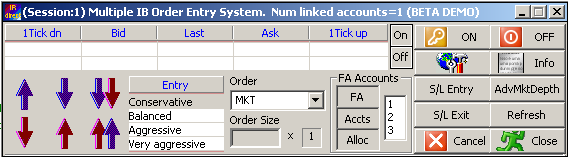 IB direct (Session:1) Multiple IB Order Entry System. Num linked accounts=1 (BETA DEMO)
1Tick dn Bid Last Ask 1Tick up On
Off
ON OFF
Info
S/L Entry AdvMktDepth
S/L Exit Refresh
Cancel Close
Entry
Conservative
Balanced
Aggressive
Very aggressive
Order
MKT
Order Size
x 1
FA Accounts
FA
Accts
Alloc
1
2
3